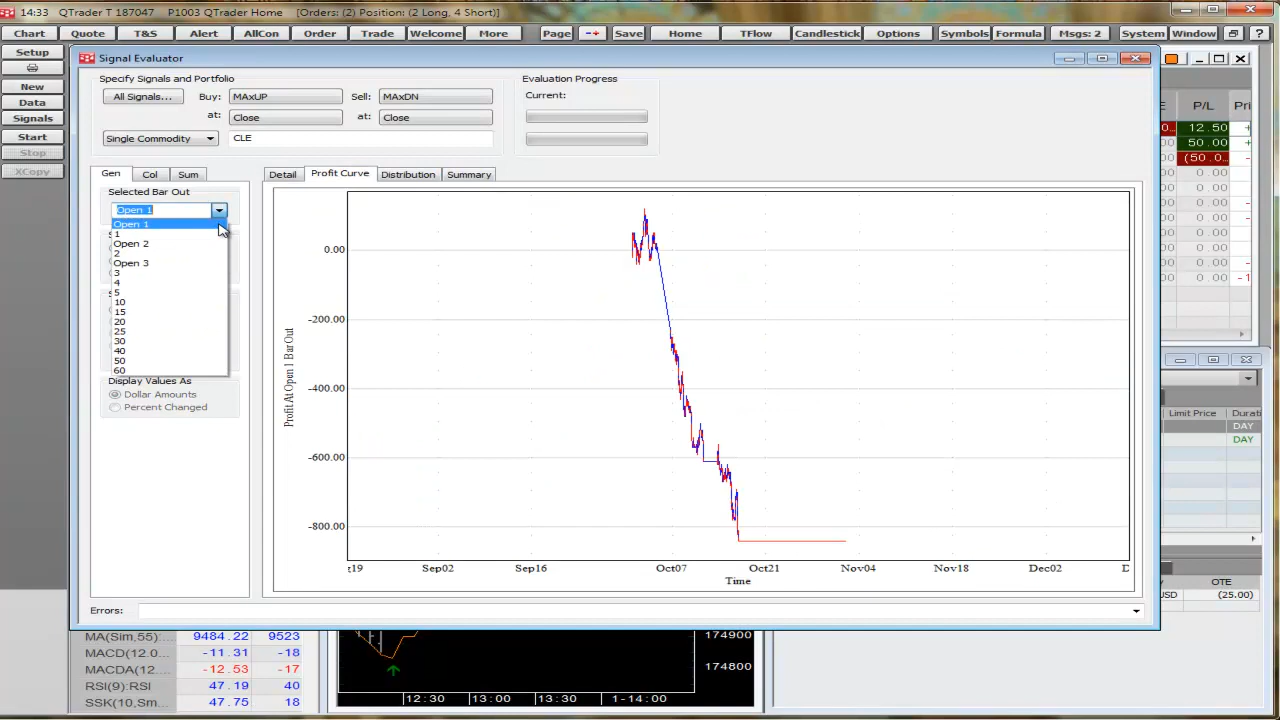 14:33 QTrader T 187047 P1003 QTrader Home [Orders: (2) Position: (2 Long, 4 Short)]
Chart Quote T&S Alert AllCon Order Trade Welcome More Page -+ Save Home TFlow Candlestick Options Symbols Formula Msgs: 2 System Window ?
Setup
New
Data
Signals
Start
Stop
XCopy
Signal Evaluator
Specify Signals and Portfolio
All Signals... Buy: MAxUP Sell: MAxDN
at: Close at: Close
Single Commodity CLE
Evaluation Progress
Current:
Gen Col Sum
Selected Bar Out
Open 1
Open 1
1
Open 2
2
Open 3
3
4
5
10
15
20
25
30
40
50
60
Display Values As
Dollar Amounts
Percent Changed
Detail Profit Curve Distribution Summary
Profit At Open 1 Bar Out
0.00
-200.00
-400.00
-600.00
-800.00
Sep02 Sep16 Oct07 Oct21 Nov04 Nov18 Dec02
Time
Errors:
P/L
12.50
50.00
(50.0...
0.00
0.00
0.00
0.00
0.00
0.00
0.00
Limit Price
DAY
DAY
OTE
(25.00)
MA(Sim,55): 9484.22 9523
MACD(12.0... -11.31 -18
MACDA(12.... -12.53 -17
RSI(9):RSI 47.19 40
SSK(10,Sm... 47.75 18
174900
174800
12:30 13:00 13:30 1-14:00